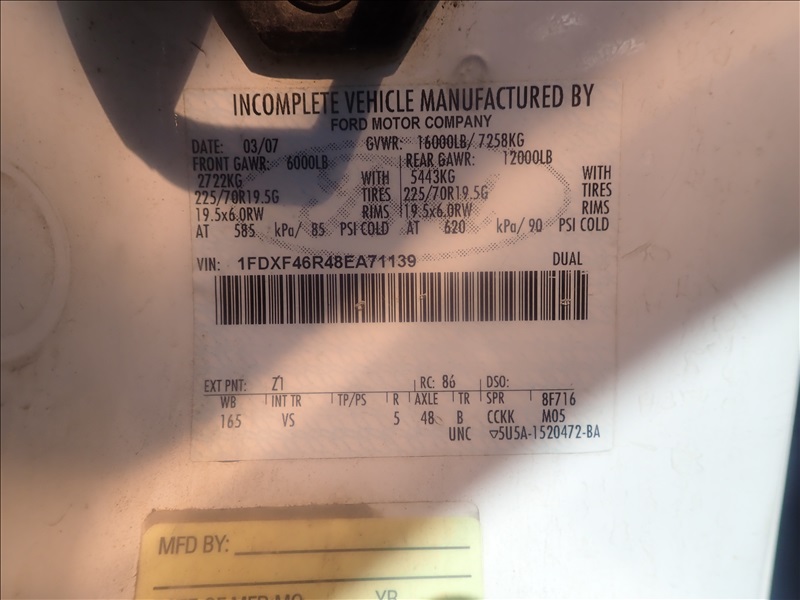 INCOMPLETE VEHICLE MANUFACTURED BY
FORD MOTOR COMPANY
DATE: 03/07 GVWR: 16000LB/ 7258KG
FRONT GAWR: 6000LB REAR GAWR: 12000LB
2722KG WITH 5443KG WITH
225/70R19.5G TIRES 225/70R19.5G TIRES
19.5x6.0RW RIMS 19.5x6.0RW RIMS
AT 585 kPa/ 85 PSI COLD AT 620 kPa/ 90 PSI COLD
VIN: 1FDXF46R48EA71139 DUAL
EXT PNT: Z1 RC: 86 DSO:
WB INT TR TP/PS R AXLE TR SPR 8F716
165 VS 5 48 B CCKK M05
UNC ▽5U5A-1520472-BA
MFD BY:
YR